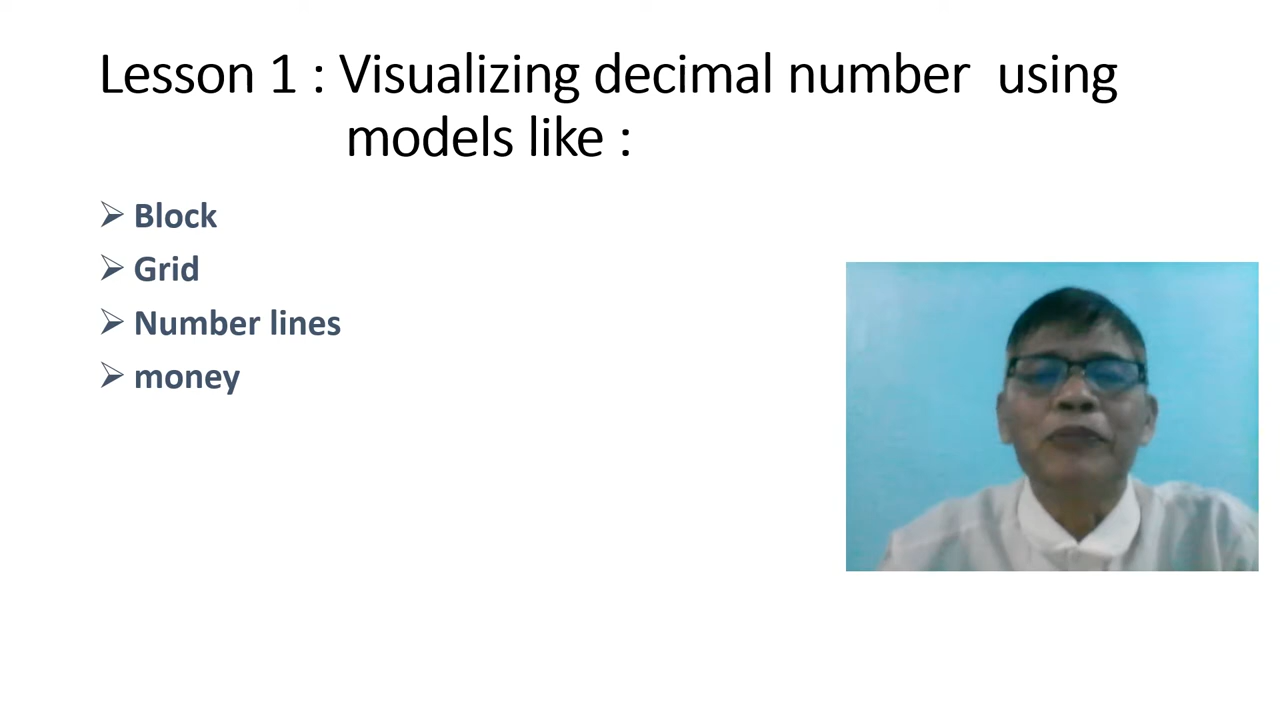 Lesson 1 : Visualizing decimal number  using
models like :
➢ Block
➢ Grid
➢ Number lines
➢ money